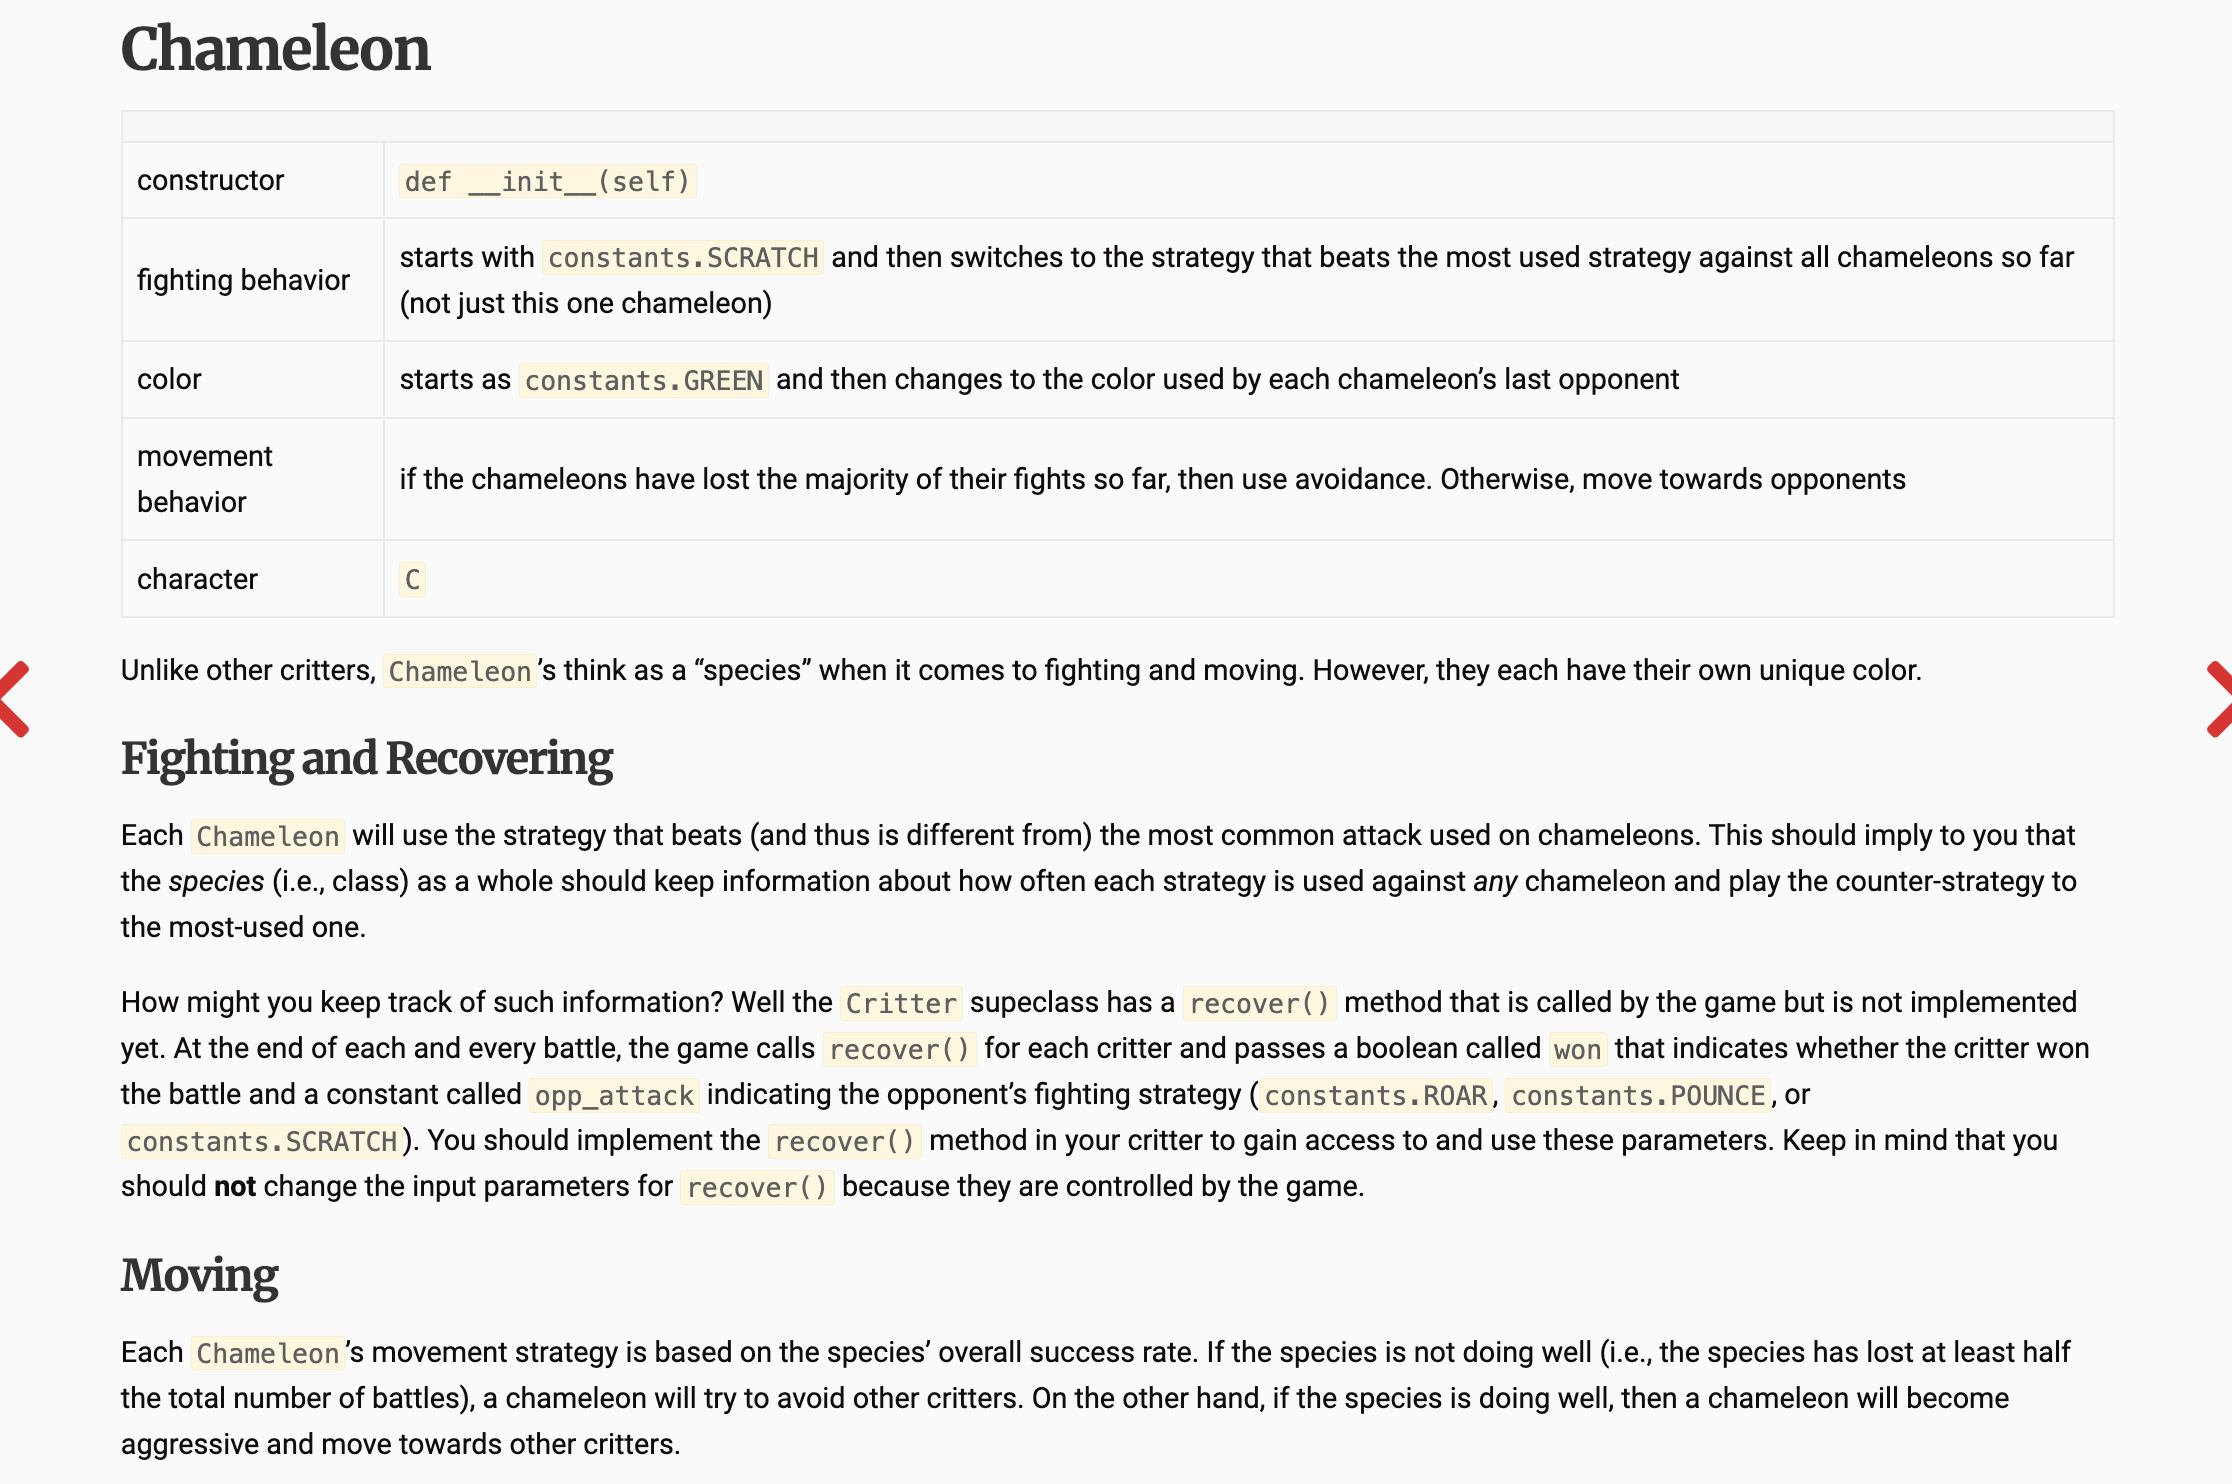 Chameleon
constructor
def __init__(self)
fighting behavior
starts with constants.SCRATCH and then switches to the strategy that beats the most used strategy against all chameleons so far
(not just this one chameleon)
color
starts as constants.GREEN and then changes to the color used by each chameleon’s last opponent
movement
behavior
if the chameleons have lost the majority of their fights so far, then use avoidance. Otherwise, move towards opponents
character
C
Unlike other critters, Chameleon’s think as a “species” when it comes to fighting and moving. However, they each have their own unique color.
Fighting and Recovering
Each Chameleon will use the strategy that beats (and thus is different from) the most common attack used on chameleons. This should imply to you that
the species (i.e., class) as a whole should keep information about how often each strategy is used against any chameleon and play the counter-strategy to
the most-used one.
How might you keep track of such information? Well the Critter supeclass has a recover() method that is called by the game but is not implemented
yet. At the end of each and every battle, the game calls recover() for each critter and passes a boolean called won that indicates whether the critter won
the battle and a constant called opp_attack indicating the opponent’s fighting strategy (constants.ROAR, constants.POUNCE, or
constants.SCRATCH). You should implement the recover() method in your critter to gain access to and use these parameters. Keep in mind that you
should not change the input parameters for recover() because they are controlled by the game.
Moving
Each Chameleon’s movement strategy is based on the species’ overall success rate. If the species is not doing well (i.e., the species has lost at least half
the total number of battles), a chameleon will try to avoid other critters. On the other hand, if the species is doing well, then a chameleon will become
aggressive and move towards other critters.